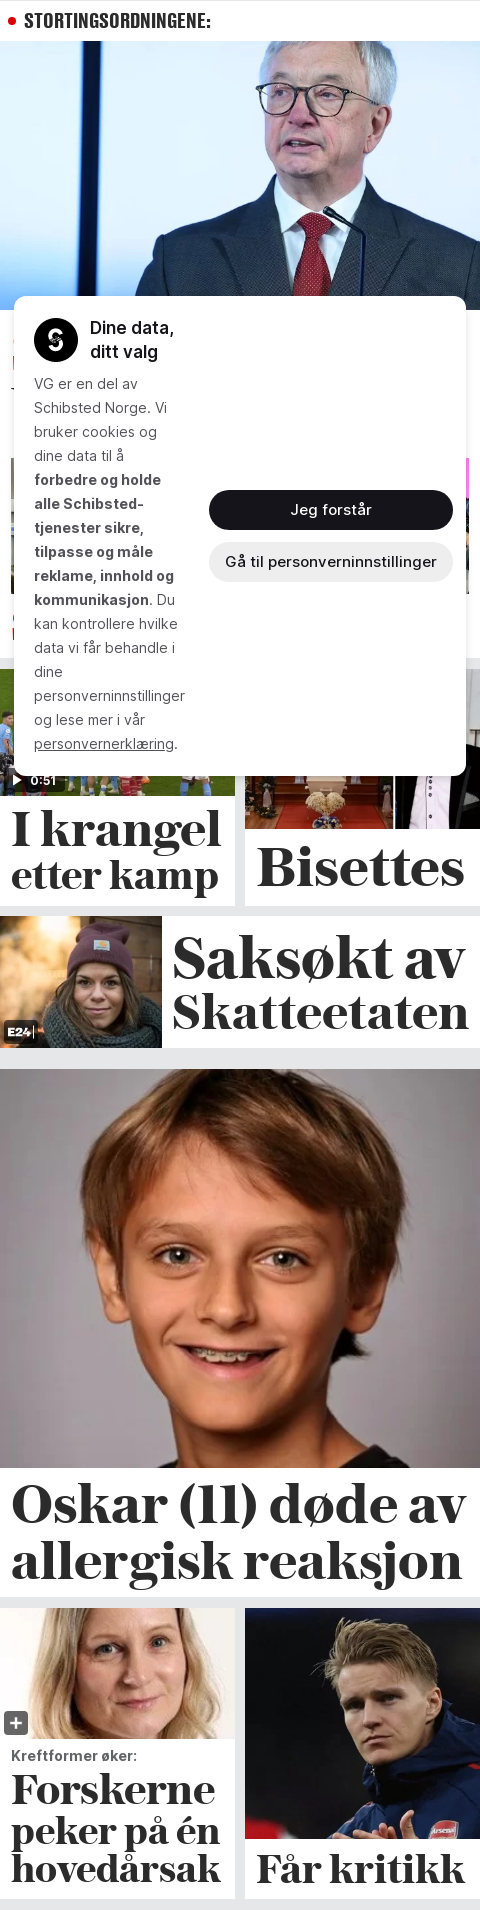 STORTINGSORDNINGENE:
Dine data,
ditt valg
VG er en del av
Schibsted Norge. Vi
bruker cookies og
dine data til å
forbedre og holde
alle Schibsted-
tjenester sikre,
tilpasse og måle
reklame, innhold og
kommunikasjon. Du
kan kontrollere hvilke
data vi får behandle i
dine
personverninnstillinger
og lese mer i vår
personvernerklæring.
Jeg forstår
Gå til personverninnstillinger
0:51
I krangel
etter kamp
Bisettes
E24
Saksøkt av
Skatteetaten
Oskar (11) døde av
allergisk reaksjon
Kreftformer øker:
Forskerne
peker på én
hovedårsak
Arsenal
Får kritikk